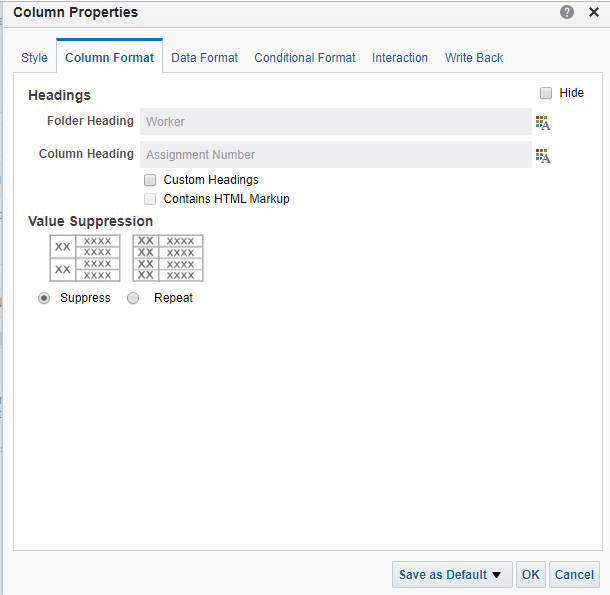 Column Properties
Style Column Format Data Format Conditional Format Interaction Write Back
Headings
Hide
Folder Heading Worker
Column Heading Assignment Number
Custom Headings
Contains HTML Markup
Value Suppression
XX XXXX XX XXXX
XXXX XX XXXX
XX XXXX XX XXXX
XXXX XX XXXX
Suppress Repeat
Save as Default OK Cancel